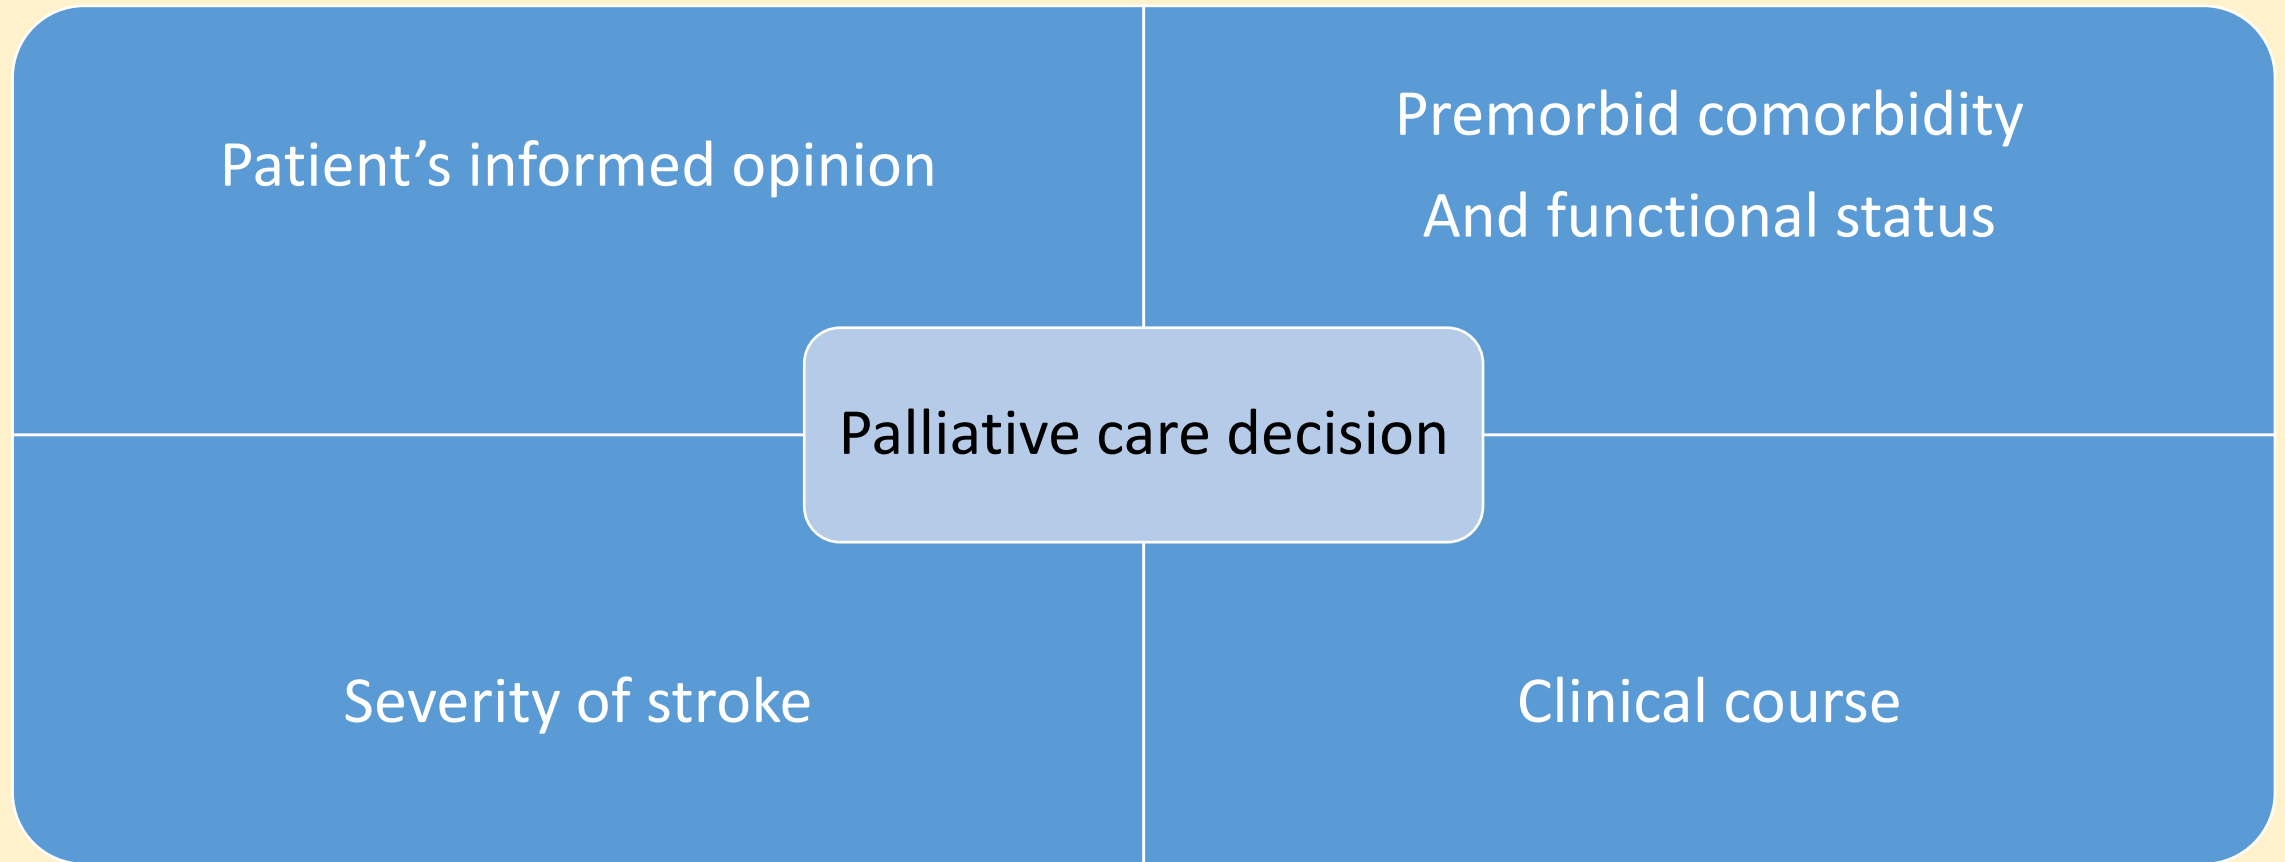 Patient’s informed opinion
Premorbid comorbidity
And functional status
Palliative care decision
Severity of stroke
Clinical course